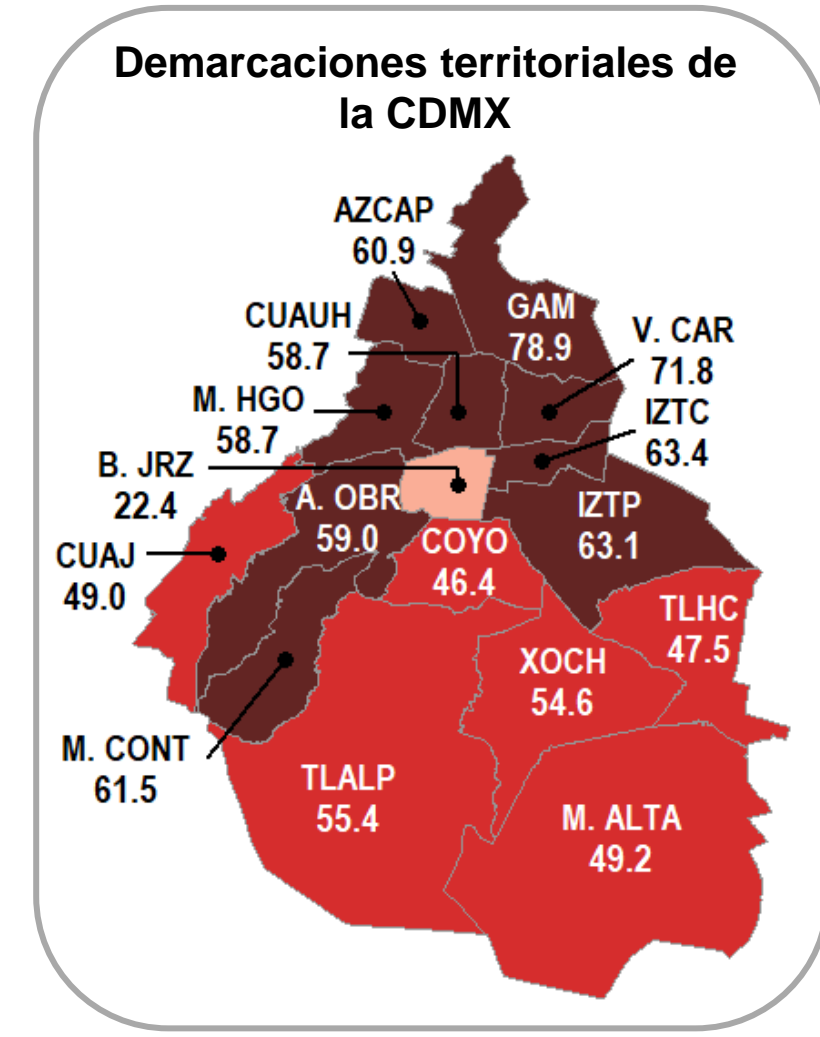 Demarcaciones territoriales de
la CDMX
AZCAP
60.9
GAM
78.9
CUAUH
58.7
V. CAR
71.8
M. HGO
58.7
IZTC
63.4
B. JRZ
22.4
A. OBR
59.0
IZTP
63.1
COYO
46.4
CUAJ
49.0
TLHC
47.5
XOCH
54.6
M. CONT
61.5
TLALP
55.4
M. ALTA
49.2